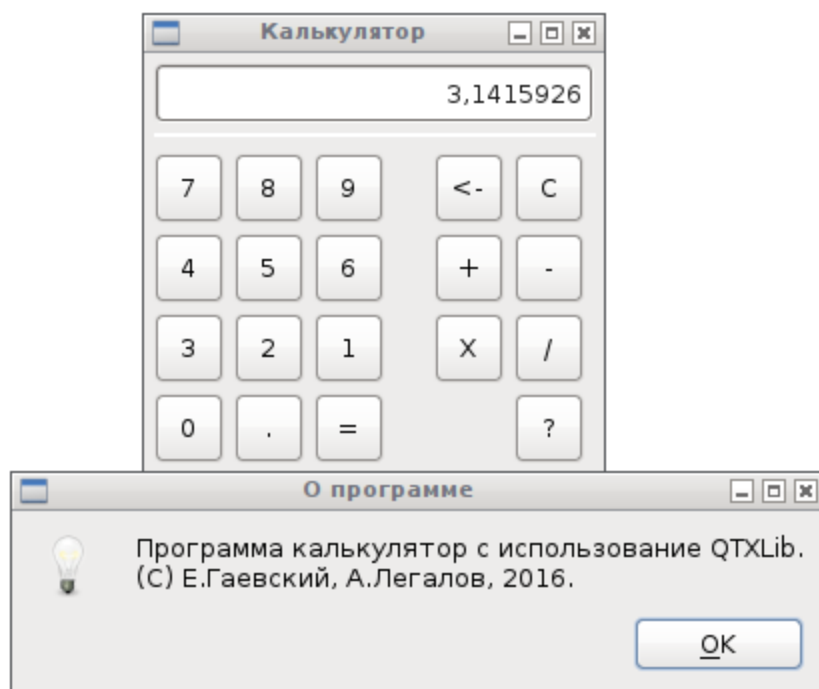 Калькулятор
3,1415926
7 8 9 <- C
4 5 6 + -
3 2 1 X /
0 . = ?
О программе
Программа калькулятор с использование QTXLib.
(C) Е.Гаевский, А.Легалов, 2016.
OK